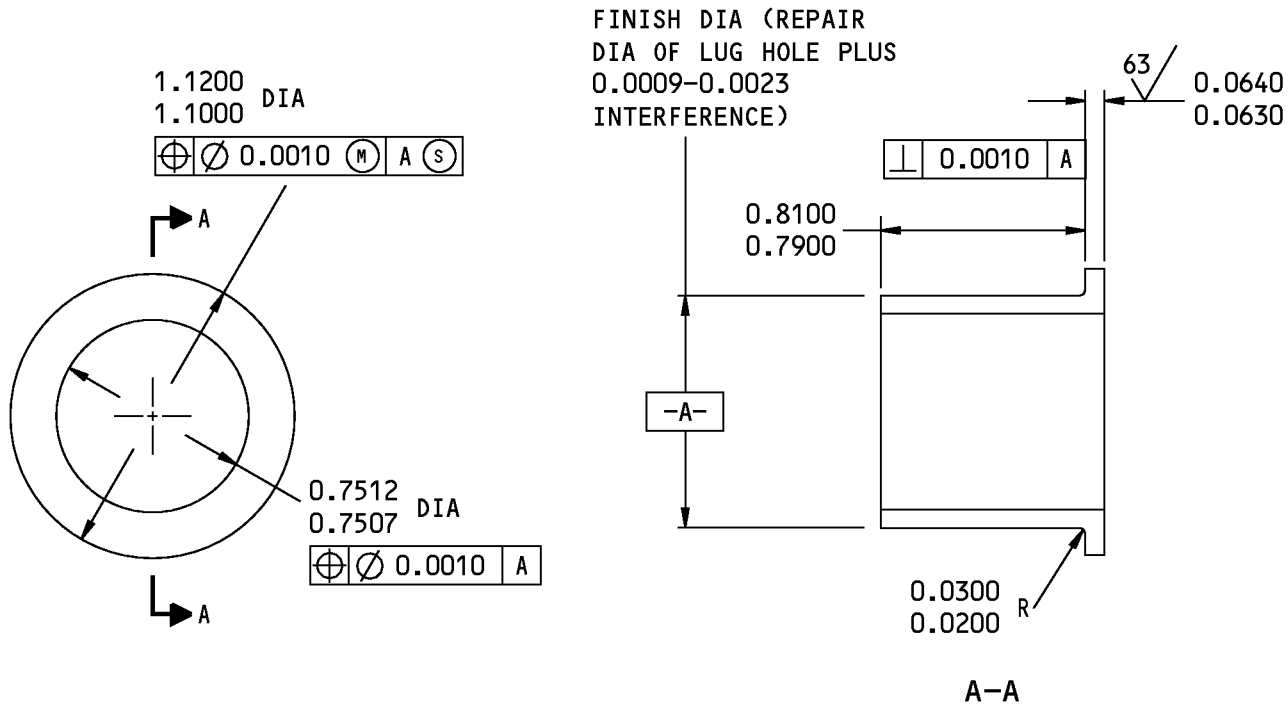 FINISH DIA (REPAIR
DIA OF LUG HOLE PLUS
0.0009-0.0023
INTERFERENCE)
1.1200
1.1000 DIA
⌖ ⌀ 0.0010 Ⓜ A Ⓢ
63
0.0640
0.0630
⊥ 0.0010 A
0.8100
0.7900
A
-A-
0.7512
0.7507 DIA
⌖ ⌀ 0.0010 A
A
0.0300
0.0200 R
A-A